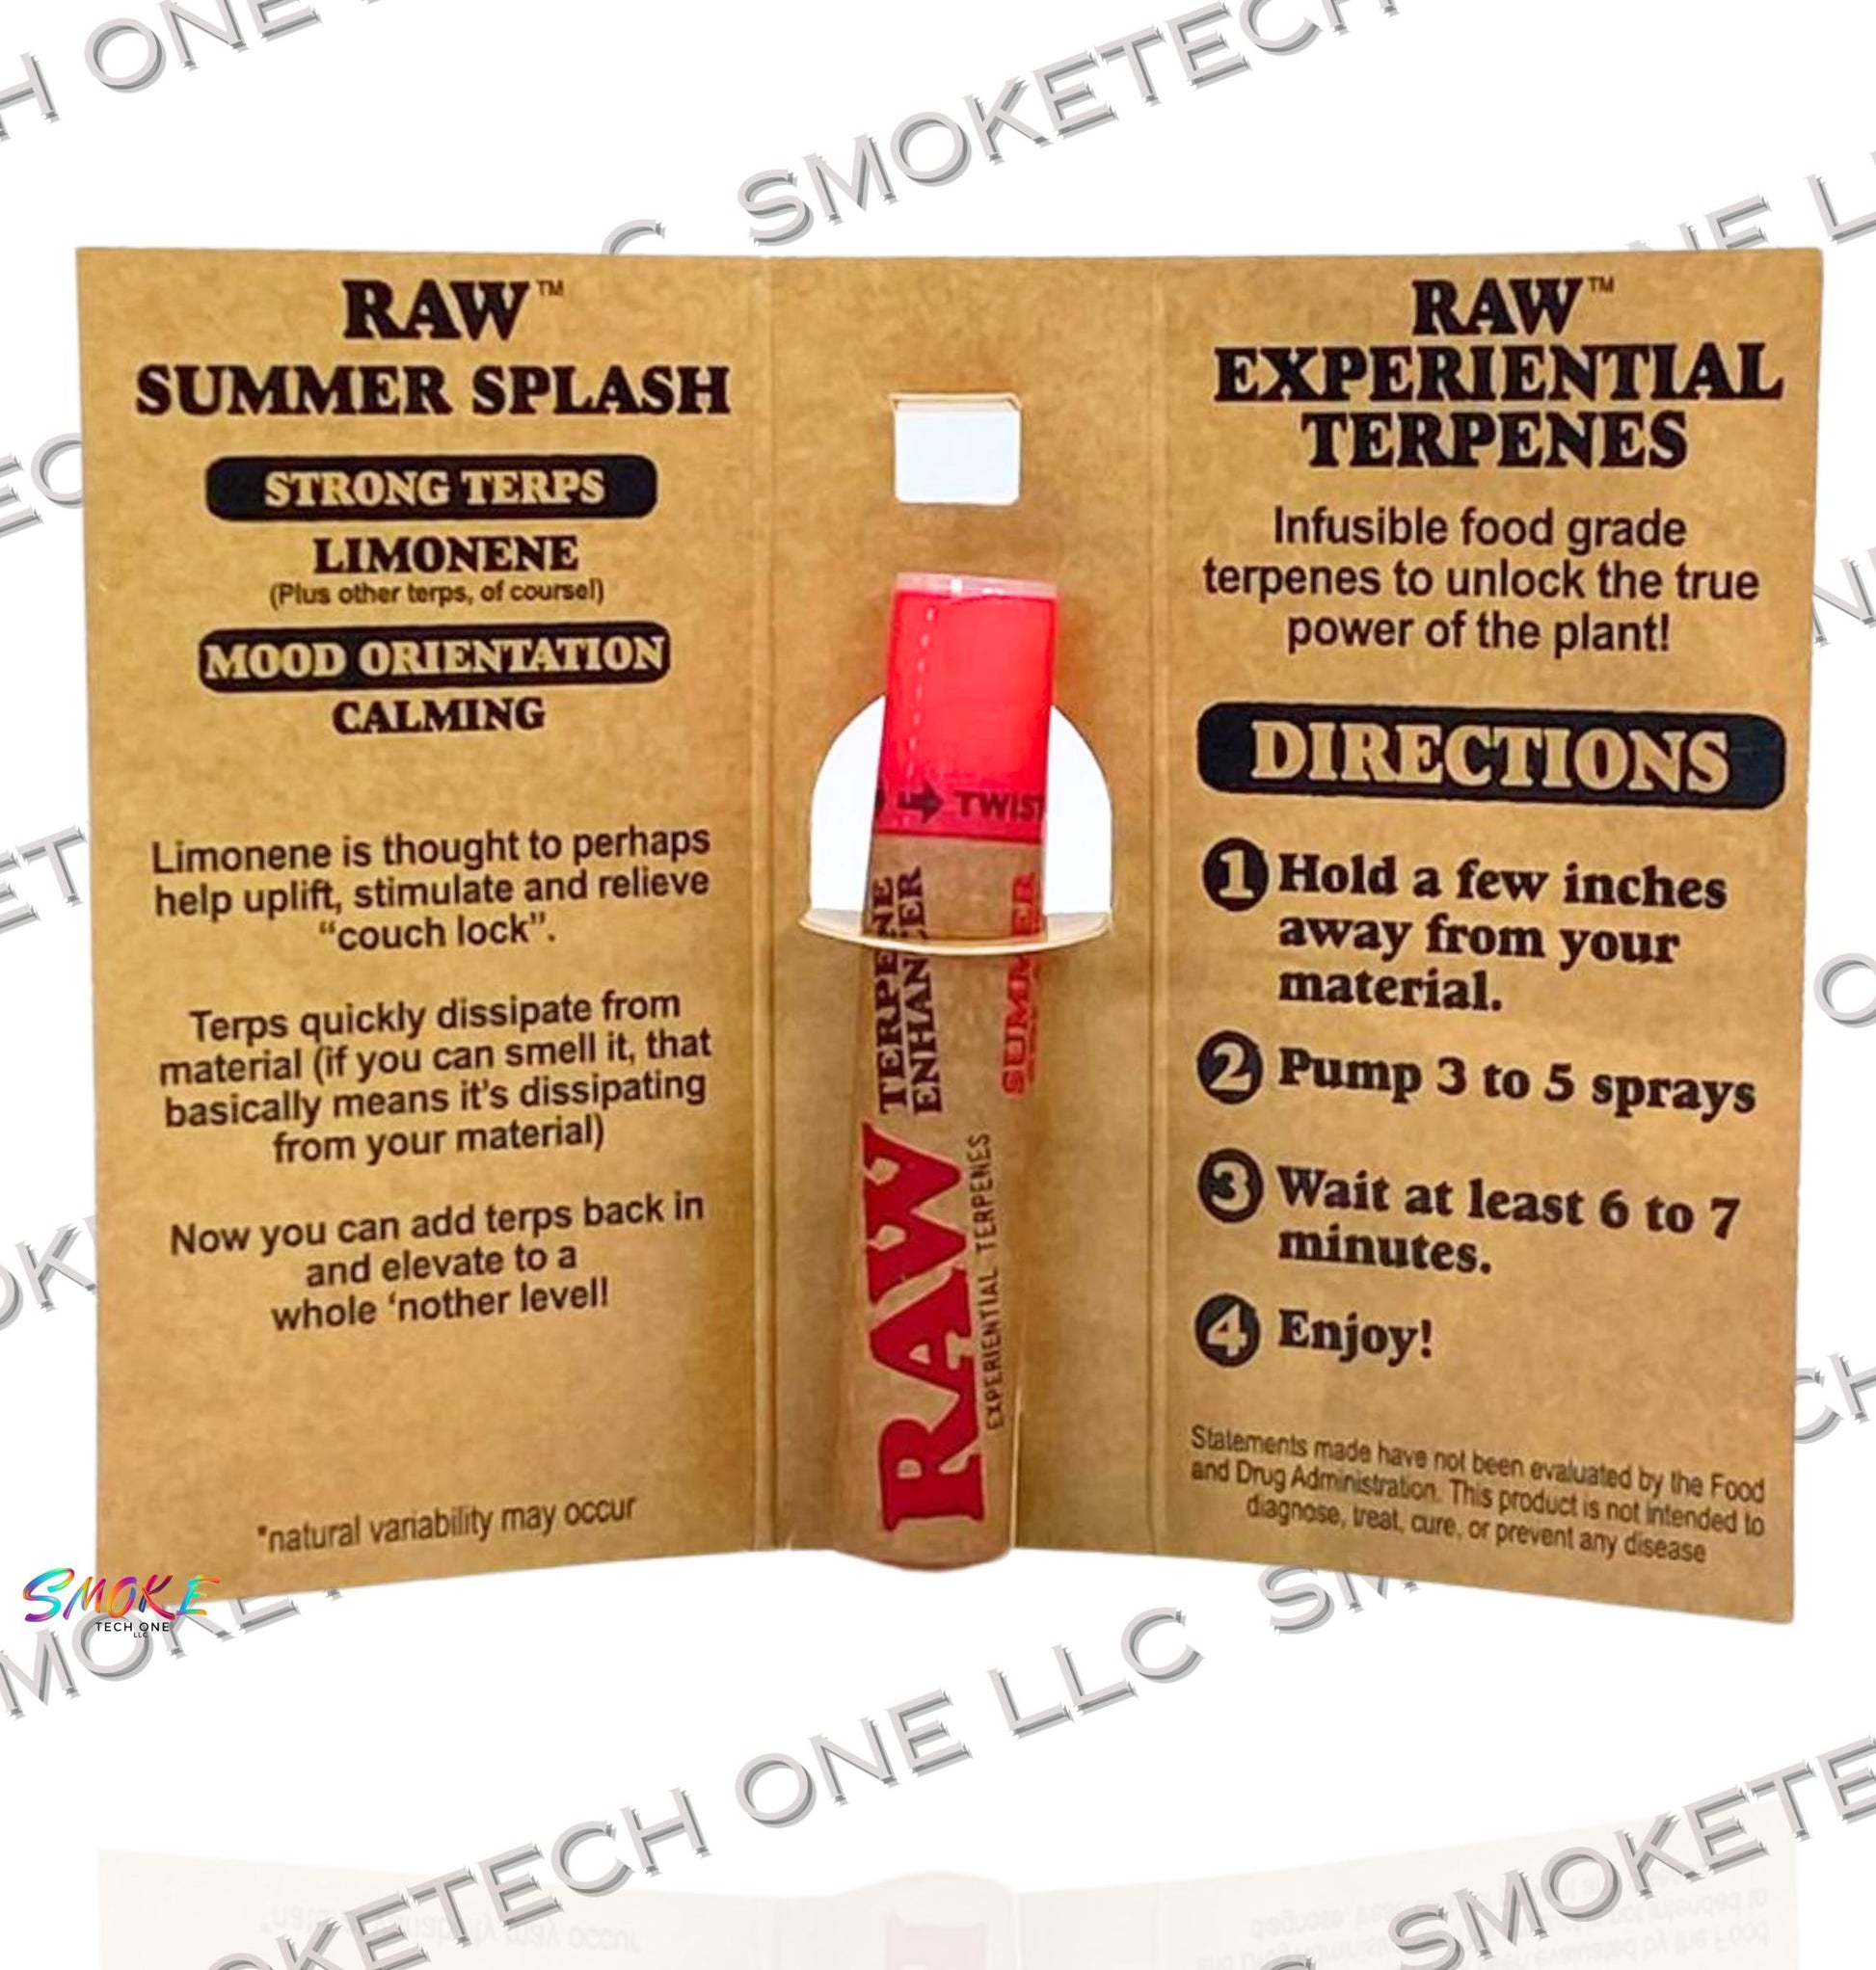 RAW™
SUMMER SPLASH
STRONG TERPS
LIMONENE
(Plus other terps, of course!)
MOOD ORIENTATION
CALMING
Limonene is thought to perhaps
help uplift, stimulate and relieve
“couch lock”.
Terps quickly dissipate from
material (if you can smell it, that
basically means it's dissipating
from your material)
Now you can add terps back in
and elevate to a
whole ‘nother level!
*natural variability may occur
TWIST
TERPENE
ENHANCER
SUMMER
RAW
EXPERIENTIAL TERPENES
RAW™
EXPERIENTIAL
TERPENES
Infusible food grade
terpenes to unlock the true
power of the plant!
DIRECTIONS
1 Hold a few inches
away from your
material.
2 Pump 3 to 5 sprays
3 Wait at least 6 to 7
minutes.
4 Enjoy!
Statements made have not been evaluated by the Food
and Drug Administration. This product is not intended to
diagnose, treat, cure, or prevent any disease
SMOKE
TECH ONE
LLC
H ONE
SMOKETECH
ONE LLC
SMOKETECH ONE LLC
SMOKETE